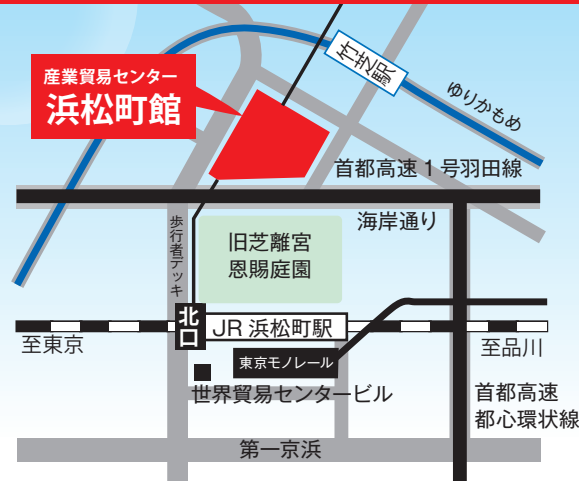 産業貿易センター
浜松町館
竹芝駅
ゆりかもめ
首都高速1号羽田線
海岸通り
歩行者デッキ
旧芝離宮
恩賜庭園
北口
JR 浜松町駅
至東京
至品川
東京モノレール
世界貿易センタービル
首都高速
都心環状線
第一京浜